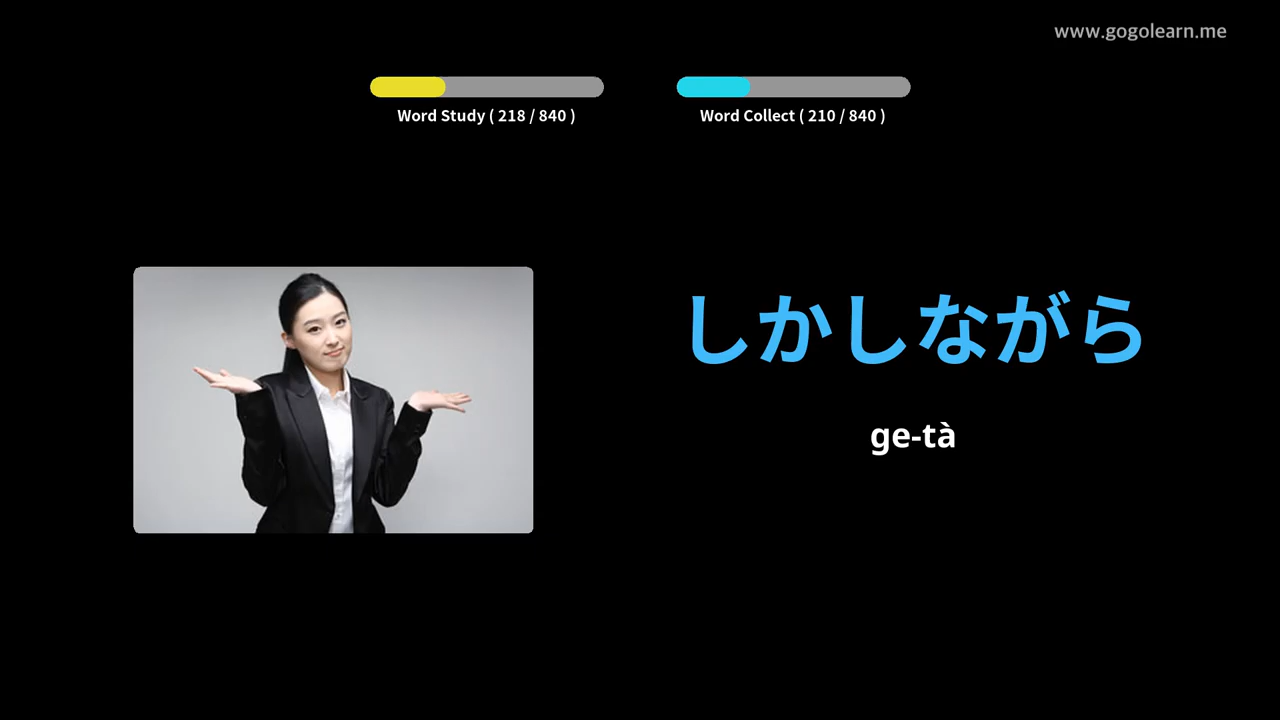 www.gogolearn.me
Word Study ( 218 / 840 )
Word Collect ( 210 / 840 )
しかしながら
ge-tà